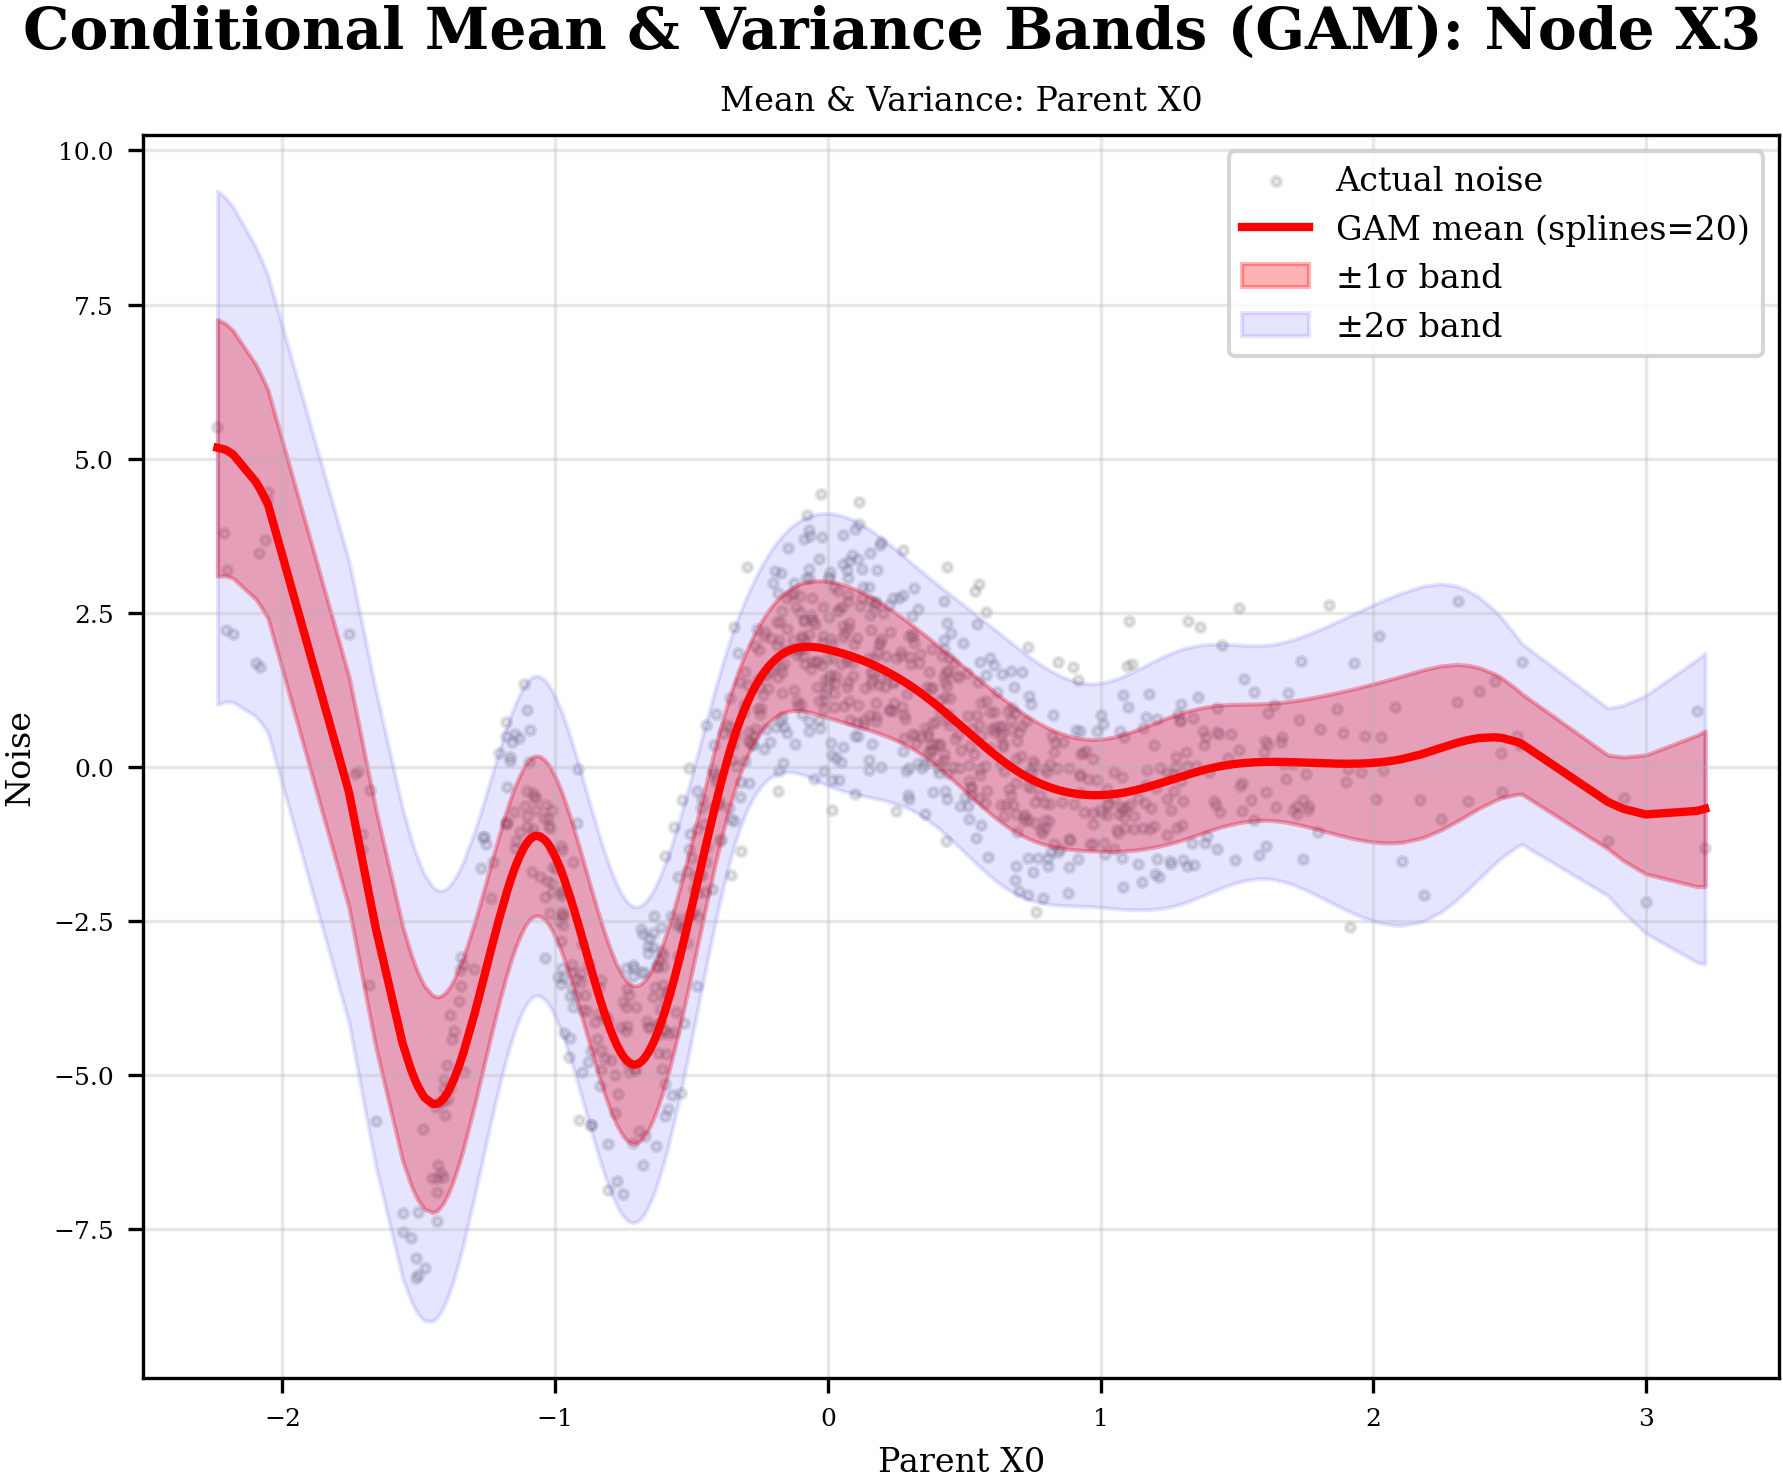 Conditional Mean & Variance Bands (GAM): Node X3
Mean & Variance: Parent X0
Actual noise
GAM mean (splines=20)
±1σ band
±2σ band
10.0
7.5
5.0
2.5
0.0
−2.5
−5.0
−7.5
Noise
−2
−1
0
1
2
3
Parent X0